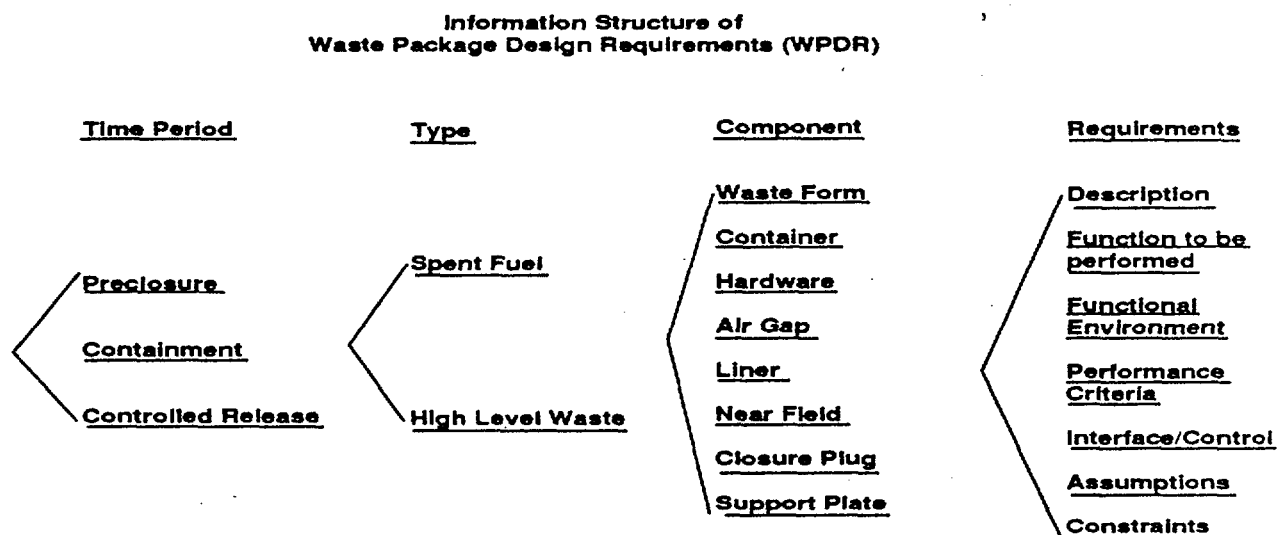 Information Structure of
Waste Package Design Requirements (WPDR)
Time Period
Type
Component
Requirements
Preclosure
Containment
Controlled Release
Spent Fuel
High Level Waste
Waste Form
Container
Hardware
Air Gap
Liner
Near Field
Closure Plug
Support Plate
Description
Function to be
performed
Functional
Environment
Performance
Criteria
Interface/Control
Assumptions
Constraints